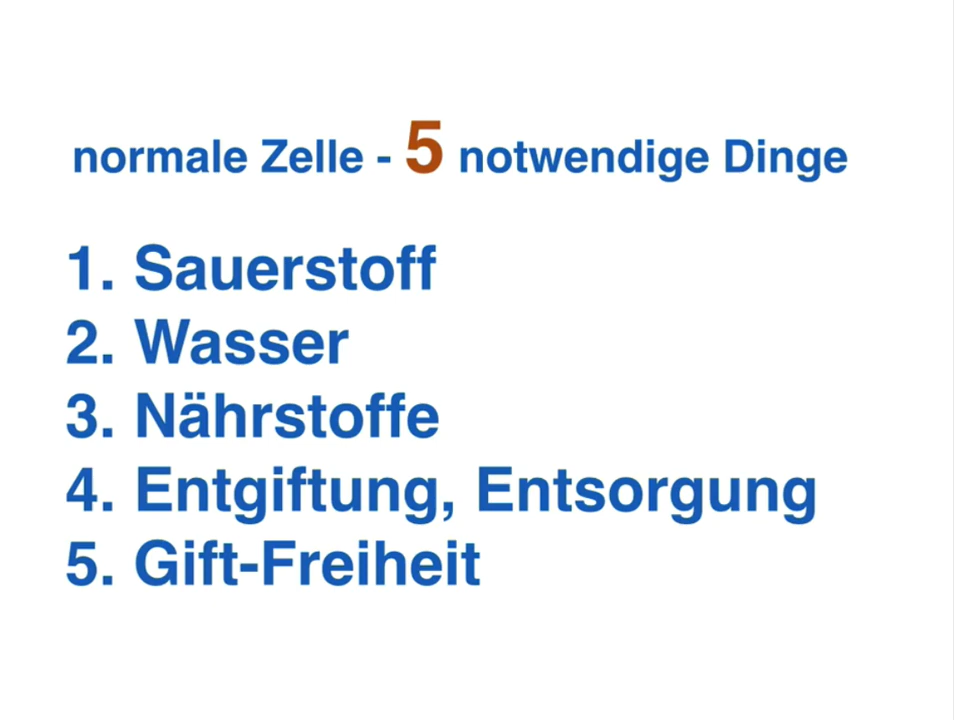 normale Zelle - 5 notwendige Dinge
1. Sauerstoff
2. Wasser
3. Nährstoffe
4. Entgiftung, Entsorgung
5. Gift-Freiheit